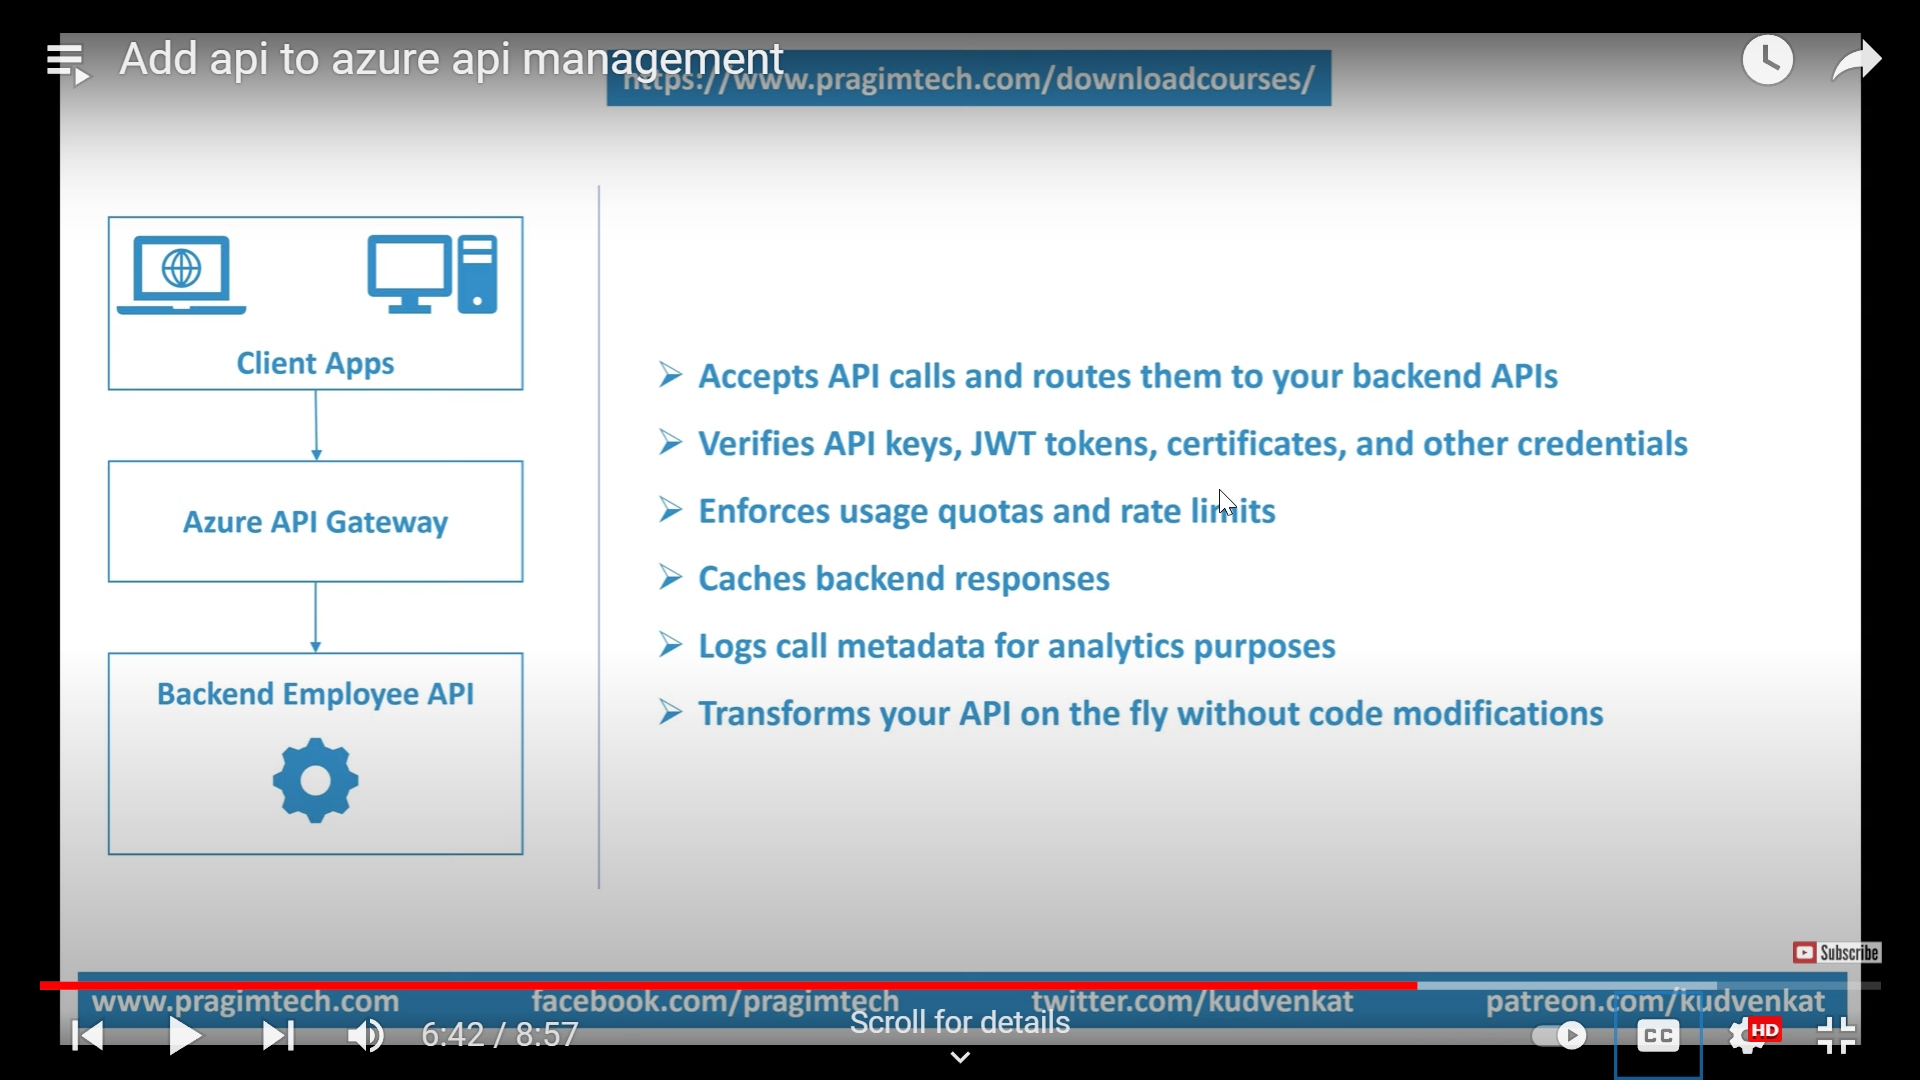 Add api to azure api management
https://www.pragimtech.com/downloadcourses/
Client Apps
Azure API Gateway
Backend Employee API
Accepts API calls and routes them to your backend APIs
Verifies API keys, JWT tokens, certificates, and other credentials
Enforces usage quotas and rate limits
Caches backend responses
Logs call metadata for analytics purposes
Transforms your API on the fly without code modifications
Subscribe
www.pragimtech.com facebook.com/pragimtech twitter.com/kudvenkat patreon.com/kudvenkat
6:42 / 8:57
Scroll for details
CC
HD